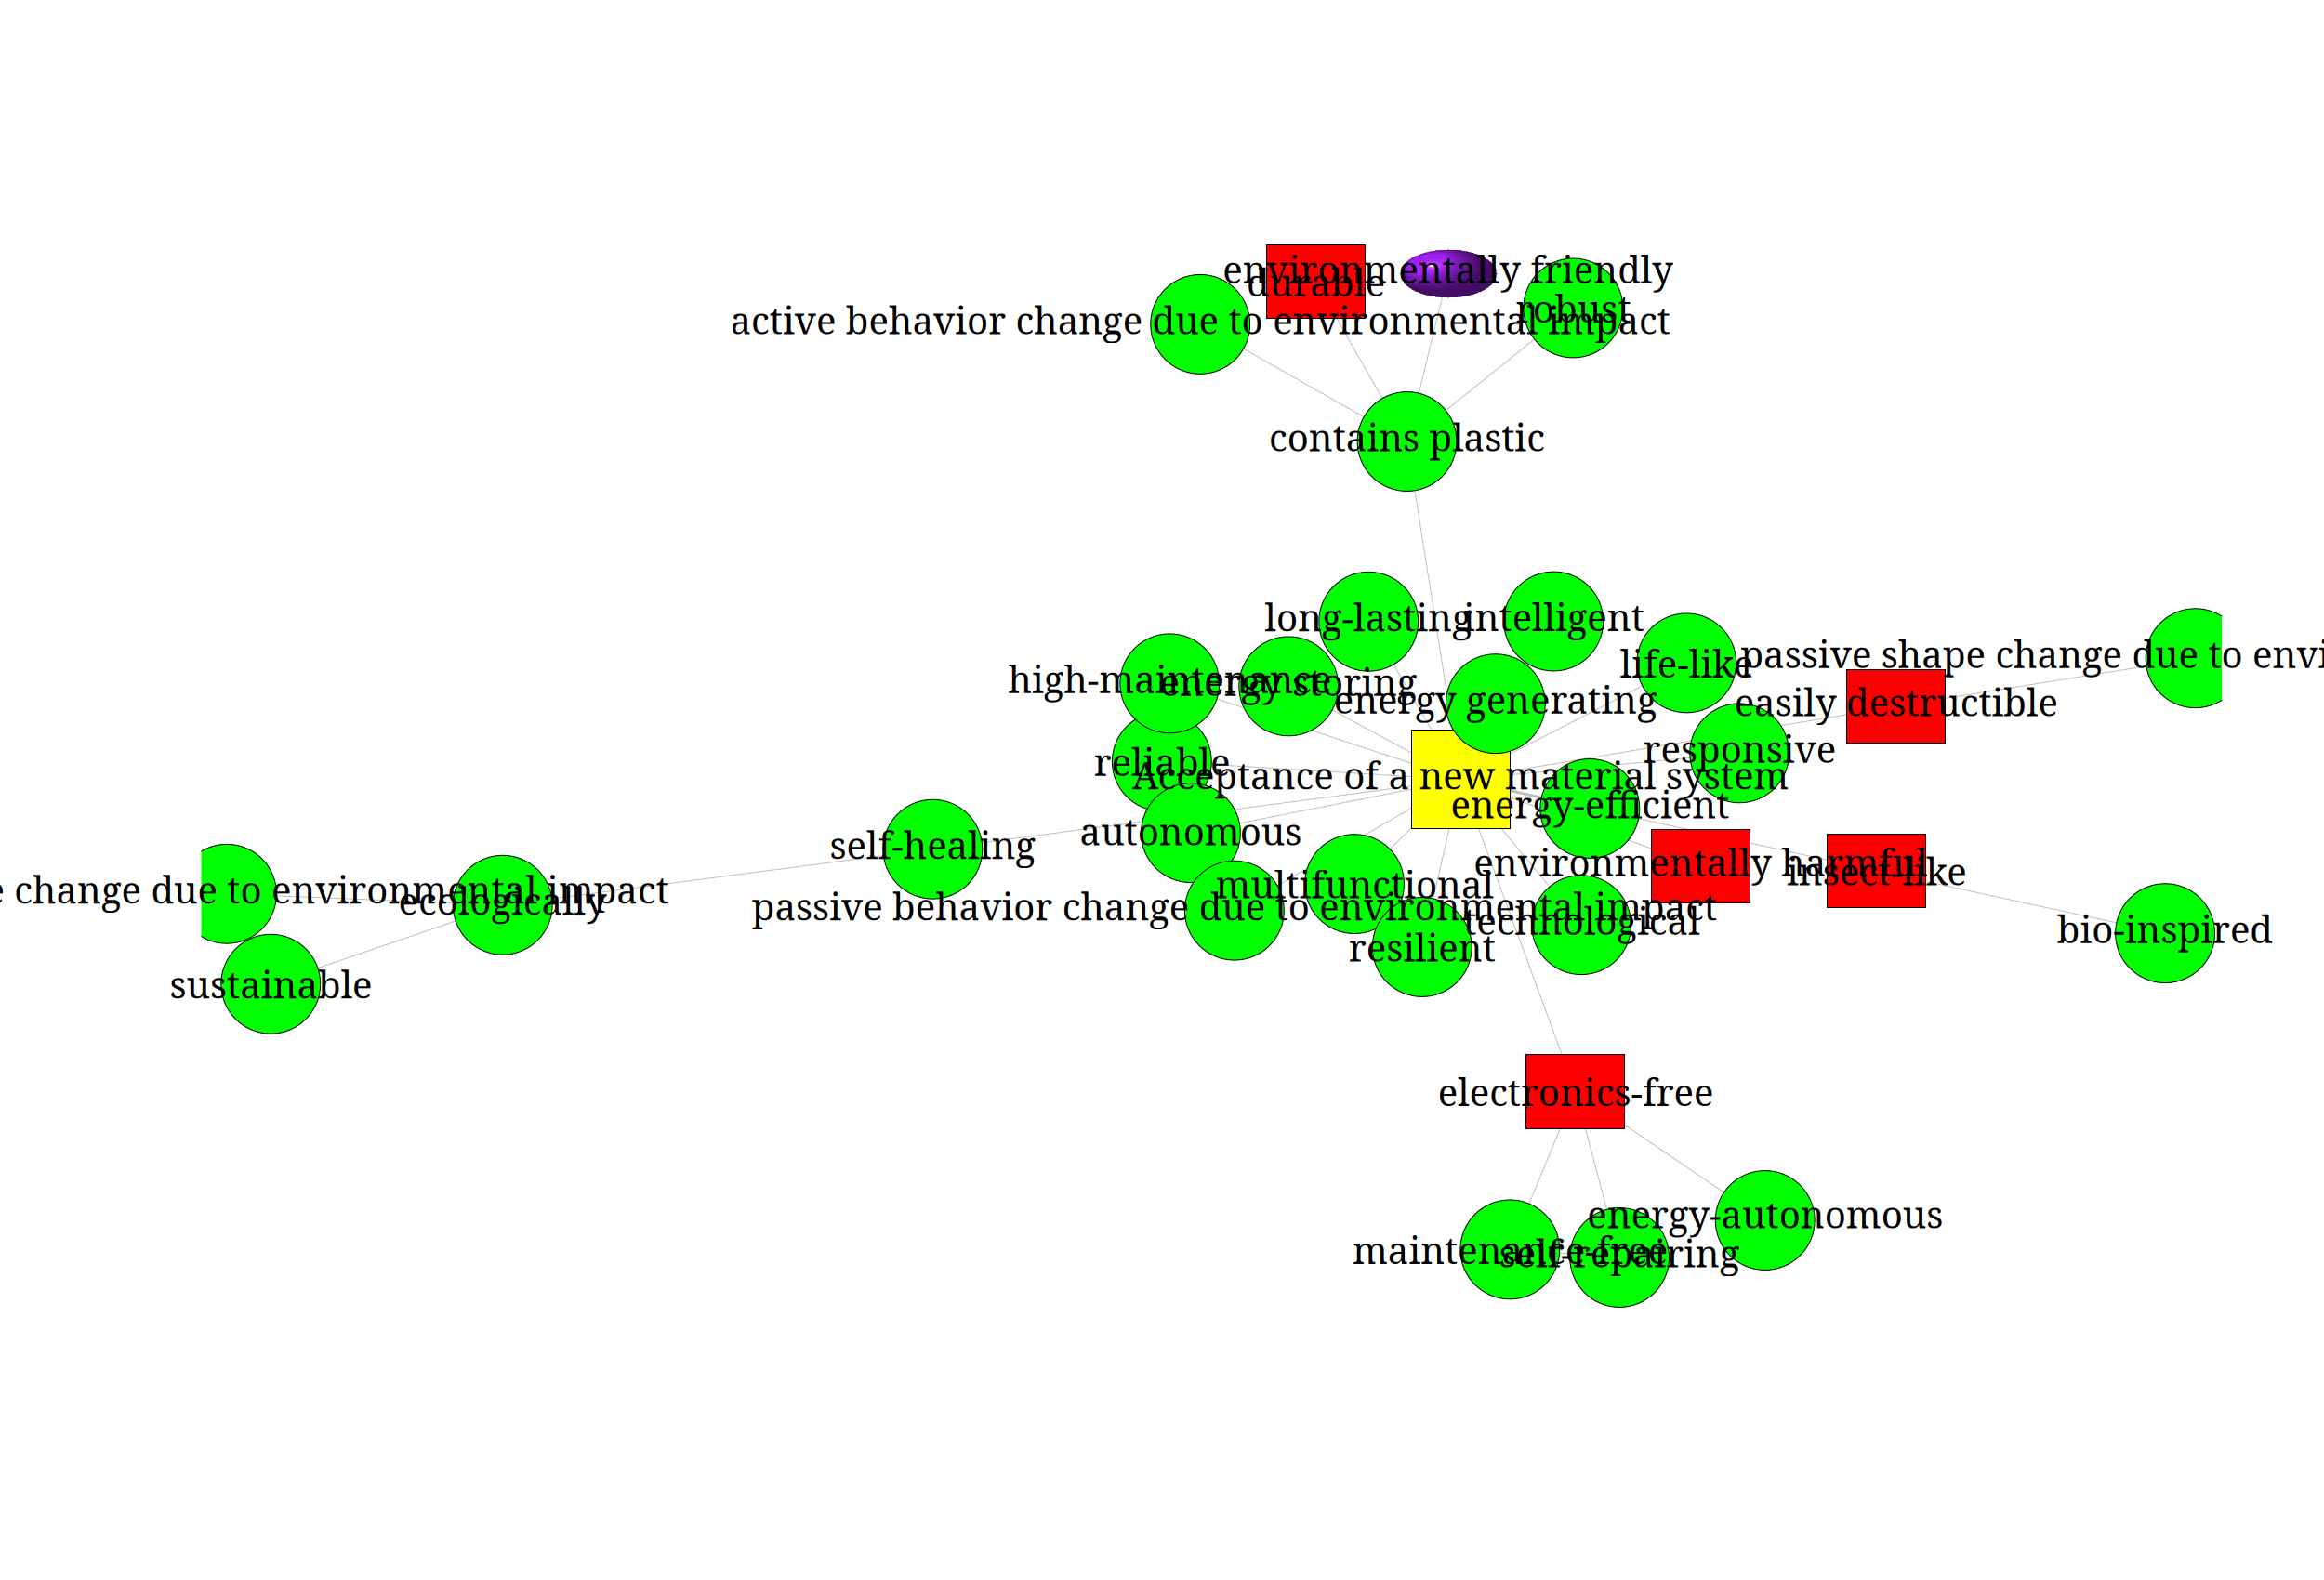 environmentally friendly
durable
robust
active behavior change due to environmental impact
contains plastic
long-lasting
intelligent
passive shape change due to envi
life-like
high-maintenance
energy storing
energy generating
easily destructible
responsive
reliable
Acceptance of a new material system
energy-efficient
autonomous
self-healing
environmentally harmful
insect-like
multifunctional
e change due to environmental impact
ecologically
passive behavior change due to environmental impact
technological
bio-inspired
resilient
sustainable
electronics-free
energy-autonomous
maintenance-free
self-repairing